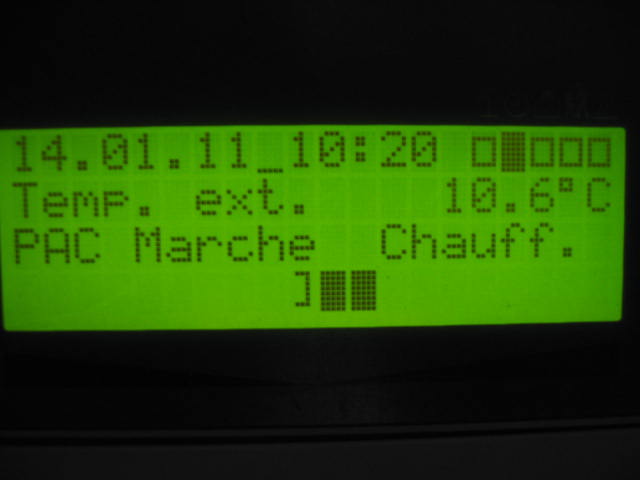 14.01.11_10:20 □■□□□
Temp. ext. 10.6°C
PAC Marche Chauff.
]■■